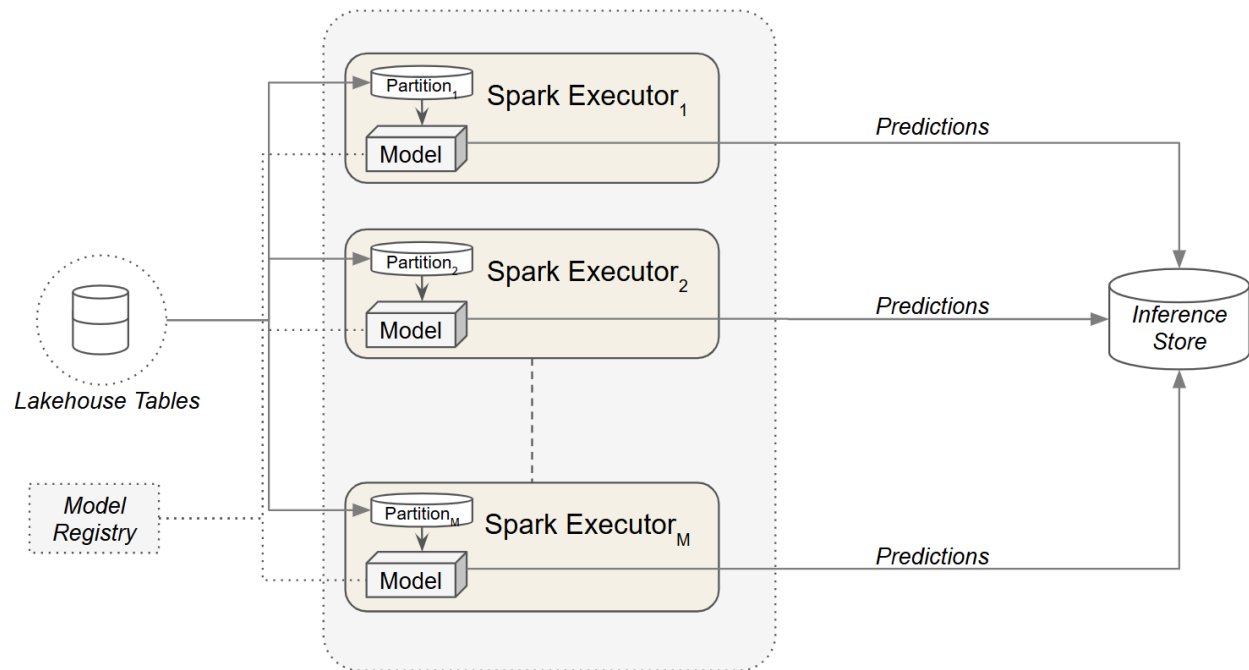 Partition1
Spark Executor1
Model
Predictions
Partition2
Spark Executor2
Model
Predictions
Inference
Store
Lakehouse Tables
Model
Registry
PartitionM
Spark ExecutorM
Model
Predictions